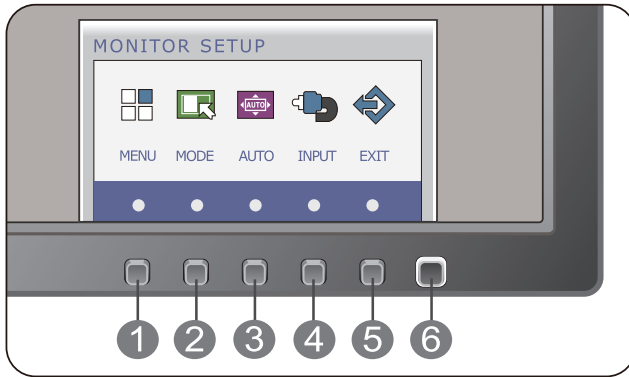 MONITOR SETUP
AUTO
MENU MODE AUTO INPUT EXIT
1 2 3 4 5 6